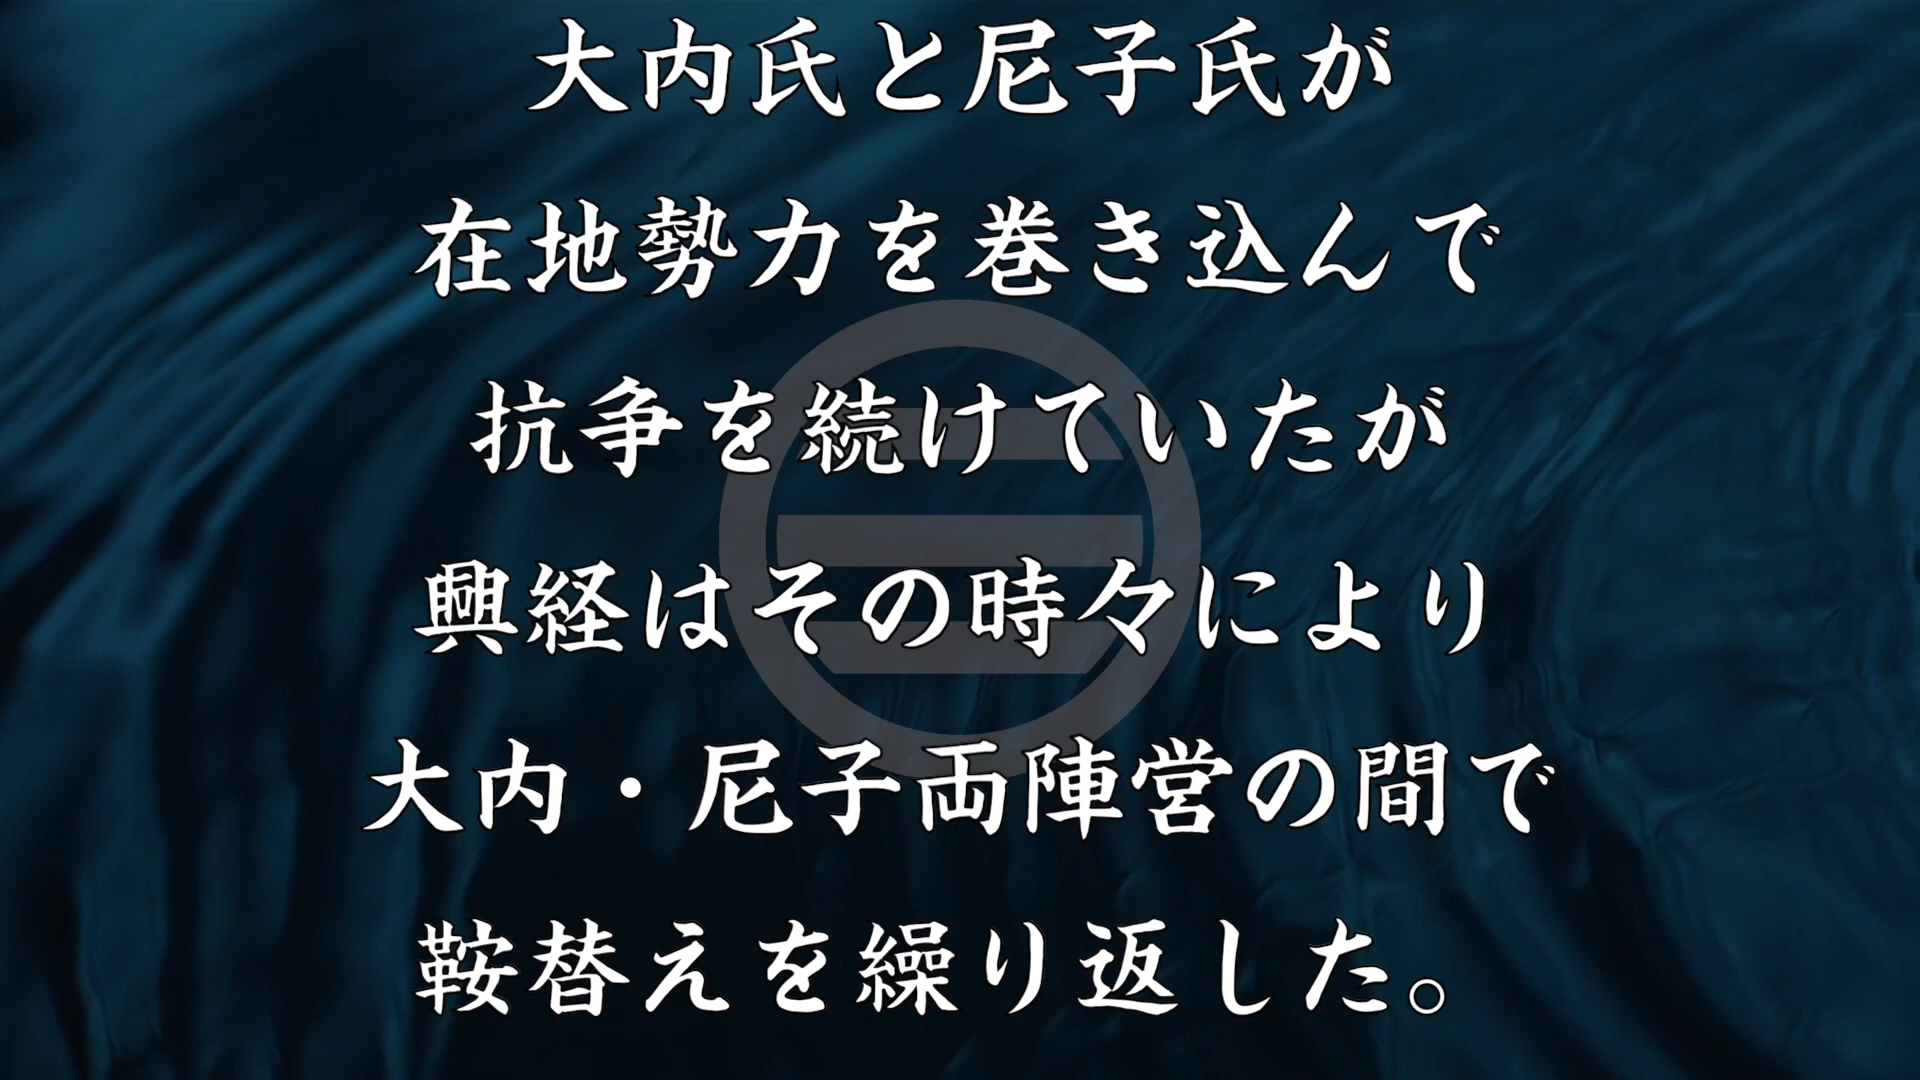 大内氏と尼子氏が
在地勢力を巻き込んで
抗争を続けていたが
興経はその時々により
大内・尼子両陣営の間で
鞍替えを繰り返した。